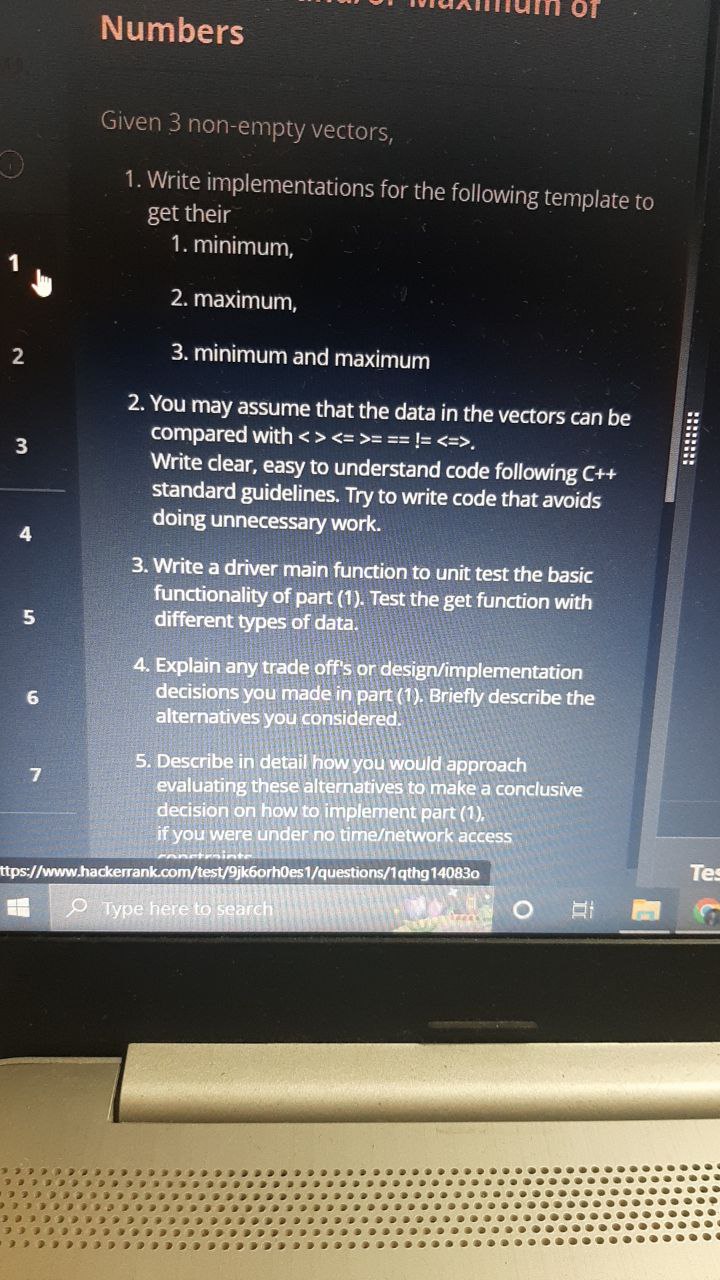 Maximum of
Numbers
Given 3 non-empty vectors,
1. Write implementations for the following template to
get their
1. minimum,
2. maximum,
3. minimum and maximum
2. You may assume that the data in the vectors can be
compared with < > <= >= == != <=>.
Write clear, easy to understand code following C++
standard guidelines. Try to write code that avoids
doing unnecessary work.
3. Write a driver main function to unit test the basic
functionality of part (1). Test the get function with
different types of data.
4. Explain any trade off's or design/implementation
decisions you made in part (1). Briefly describe the
alternatives you considered.
5. Describe in detail how you would approach
evaluating these alternatives to make a conclusive
decision on how to implement part (1),
if you were under no time/network access
constraints
1
2
3
4
5
6
7
ttps://www.hackerrank.com/test/9jk6orh0es1/questions/1qthg14083o
Tes
Type here to search